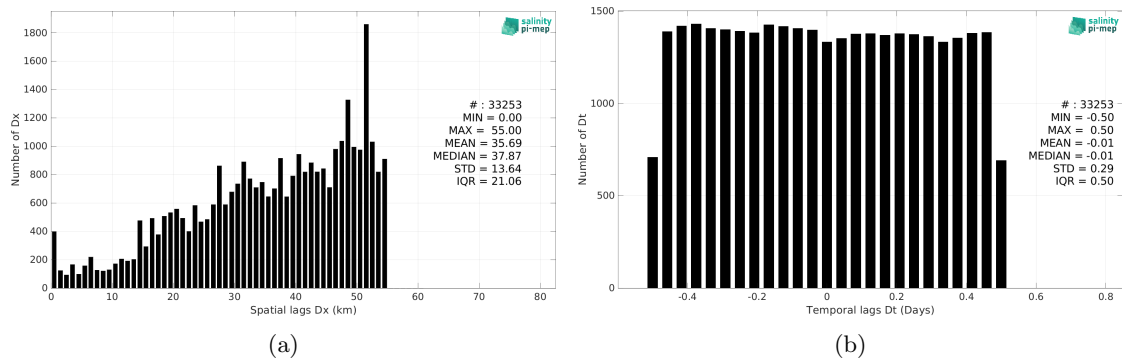 salinity
pi-mep
1800
1600
1400
1200
1000
800
600
400
200
0
Number of Dx
# : 33253
MIN = 0.00
MAX = 55.00
MEAN = 35.69
MEDIAN = 37.87
STD = 13.64
IQR = 21.06
0 10 20 30 40 50 60 70 80
Spatial lags Dx (km)
(a)
salinity
pi-mep
1500
1000
500
0
Number of Dt
# : 33253
MIN = -0.50
MAX = 0.50
MEAN = -0.01
MEDIAN = -0.01
STD = 0.29
IQR = 0.50
-0.4 -0.2 0 0.2 0.4 0.6 0.8
Temporal lags Dt (Days)
(b)